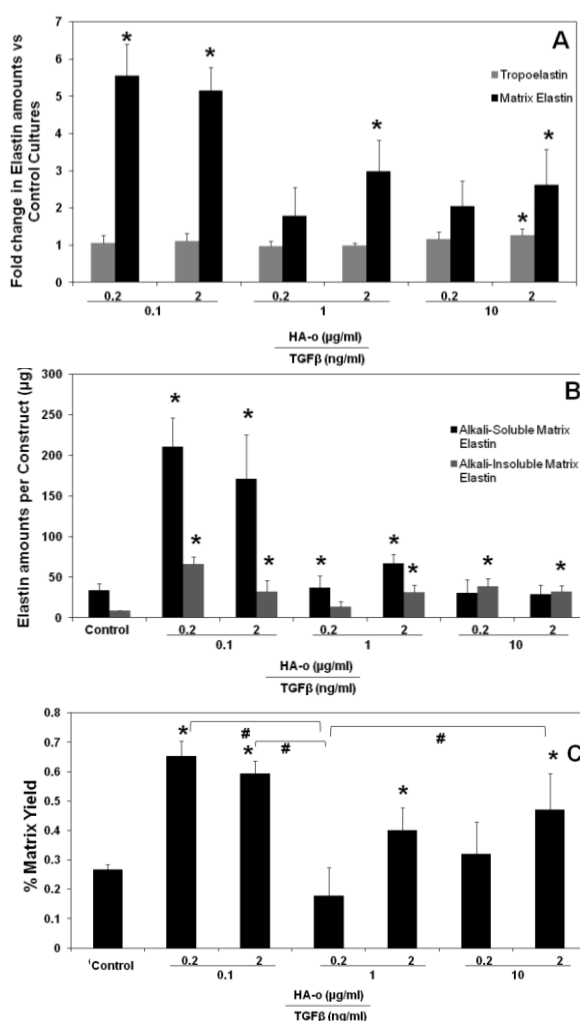 A
Fold change in Elastin amounts vs
Control Cultures
7
6
5
4
3
2
1
0
Tropoelastin
Matrix Elastin
* * * * *
0.2 2 0.2 2 0.2 2
0.1 1 10
HA-o (µg/ml)
TGFβ (ng/ml)
B
Elastin amounts per Construct (µg)
300
250
200
150
100
50
0
Alkali-Soluble Matrix
Elastin
Alkali-Insoluble Matrix
Elastin
* * * * * * * * *
Control 0.2 2 0.2 2 0.2 2
0.1 1 10
HA-o (µg/ml)
TGFβ (ng/ml)
C
% Matrix Yield
0.8
0.7
0.6
0.5
0.4
0.3
0.2
0.1
0
# # #
* * * *
Control 0.2 2 0.2 2 0.2 2
0.1 1 10
HA-o (µg/ml)
TGFβ (ng/ml)